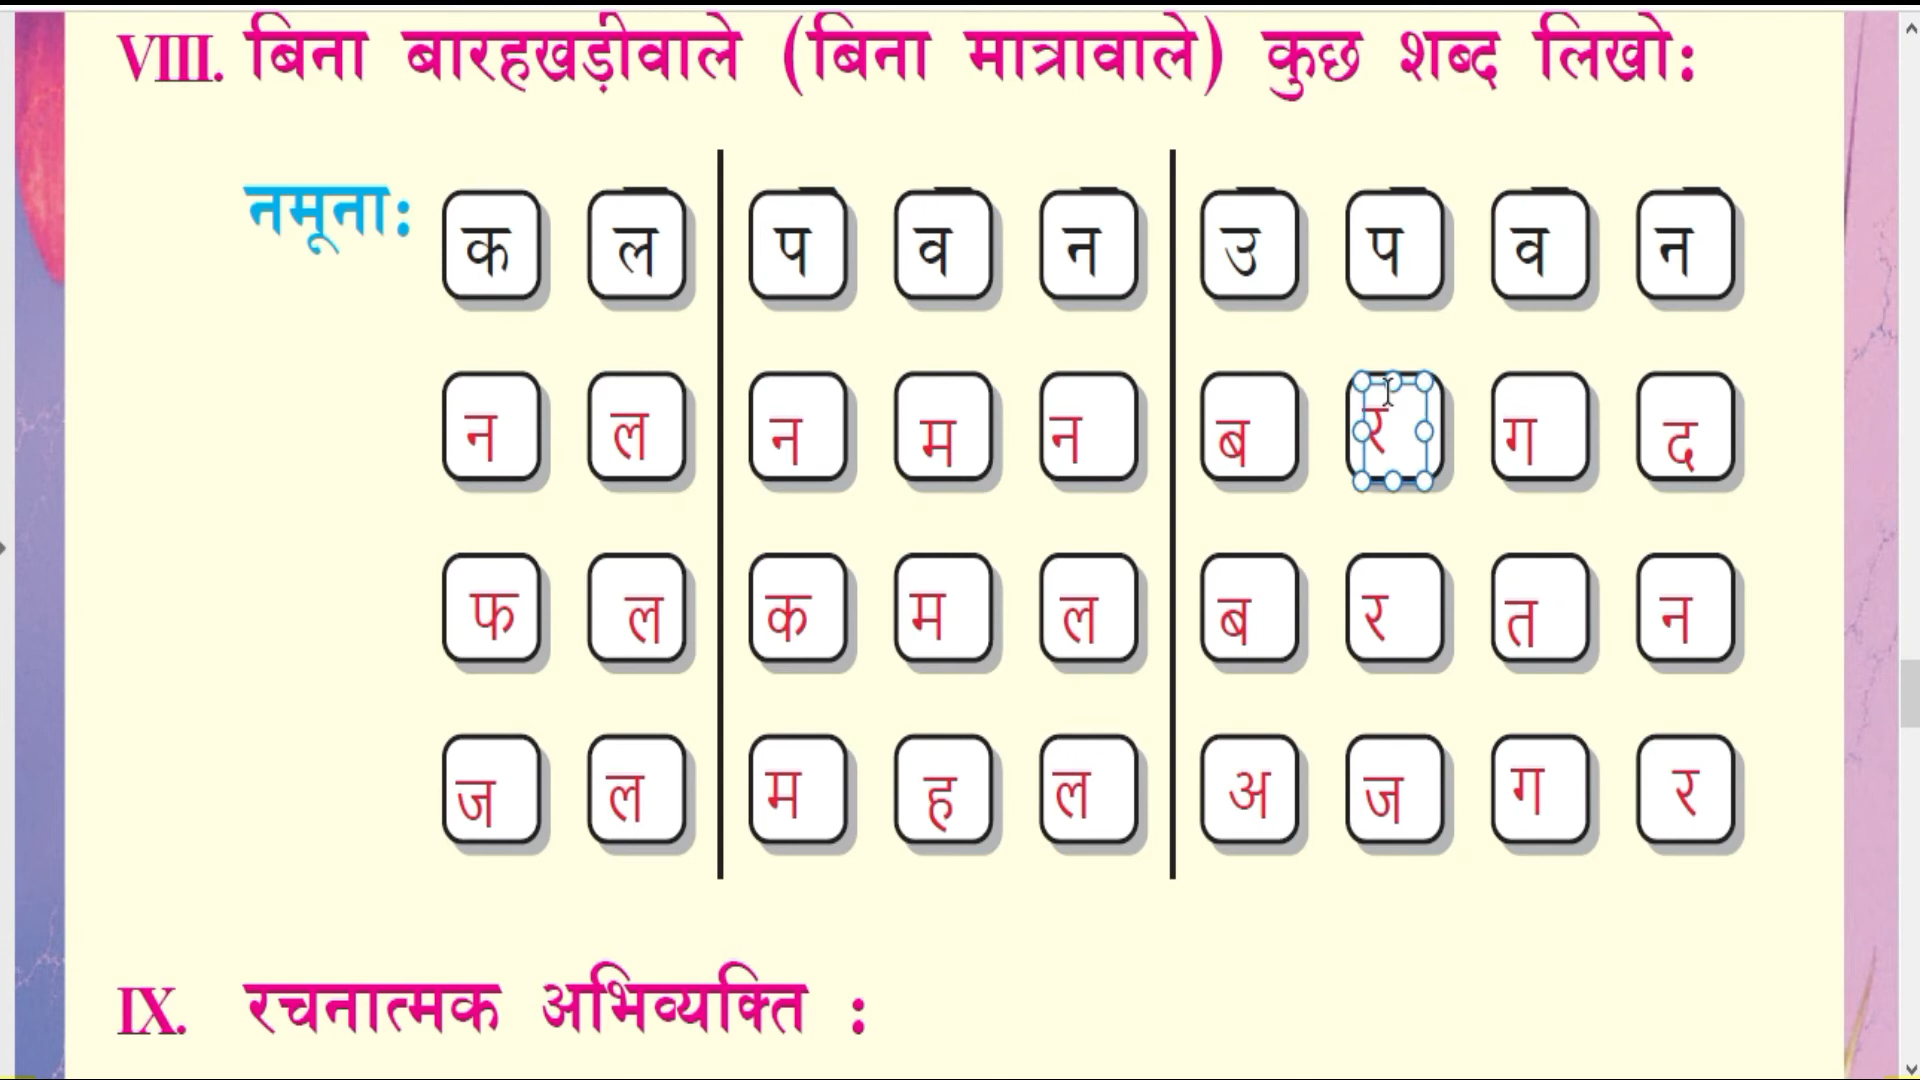 VIII. बिना बारहखड़ीवाले (बिना मात्रावाले) कुछ शब्द लिखो:
नमूना: क ल प व न उ प व न
न ल न म न ब र ग द
फ ल क म ल ब र त न
ज ल म ह ल अ ज ग र
IX. रचनात्मक अभिव्यक्ति :